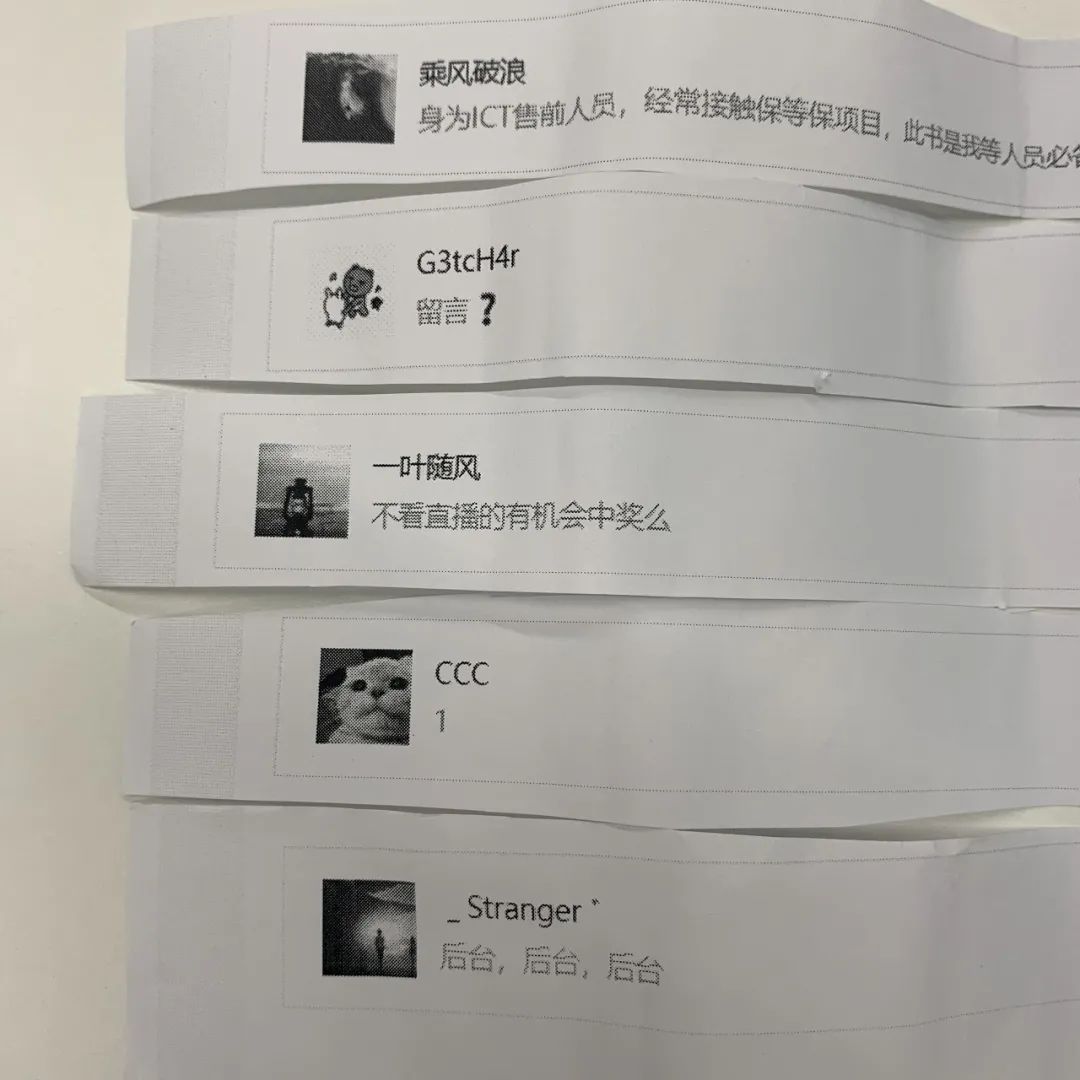 乘风破浪
身为ICT售前人员，经常接触保等保项目，此书是我等人员必备
G3tcH4r
留言？
一叶随风
不看直播的有机会中奖么
CCC
1
_ Stranger *
后台，后台，后台